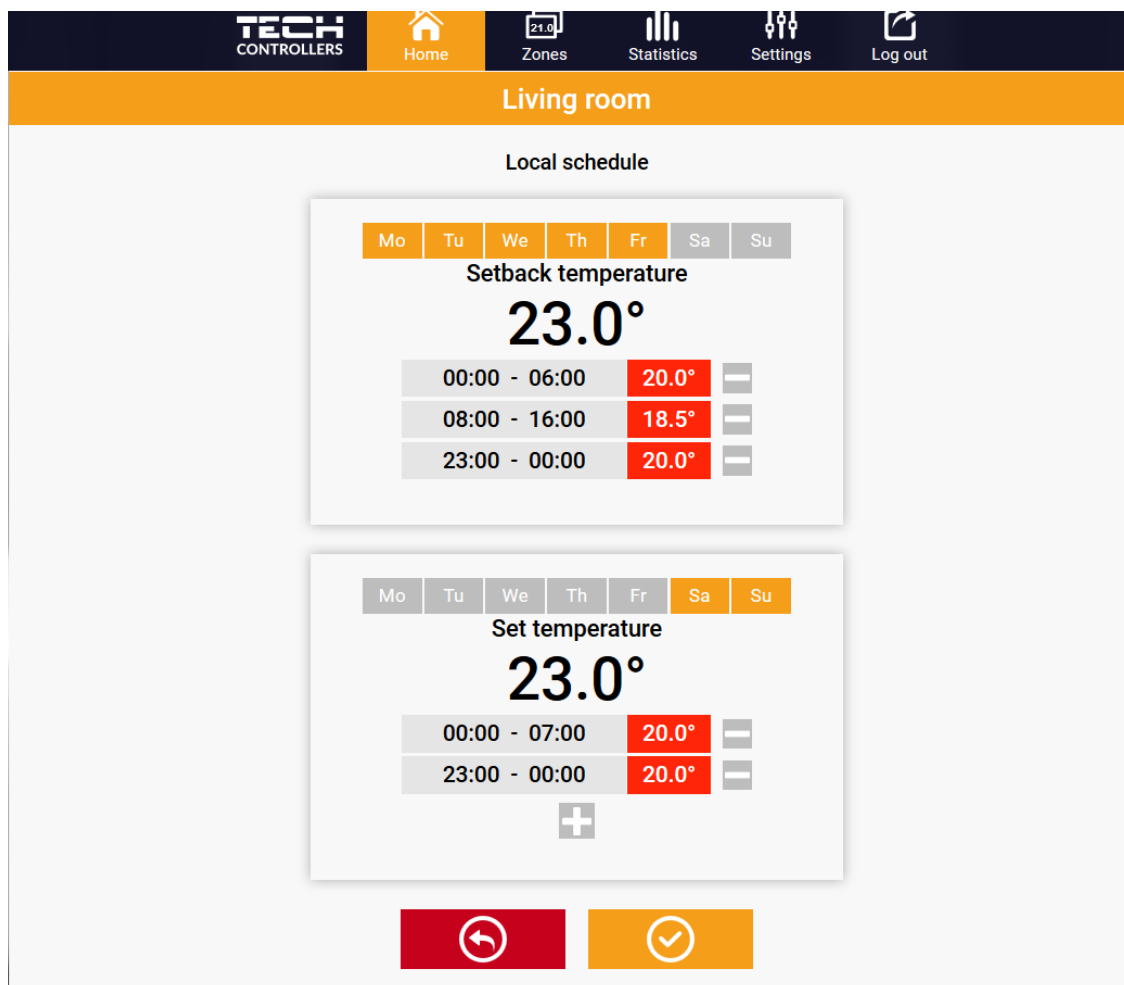 TECH
CONTROLLERS
Home
21.0
Zones
Statistics
Settings
Log out
Living room
Local schedule
Mo Tu We Th Fr Sa Su
Setback temperature
23.0°
00:00 - 06:00 20.0°
08:00 - 16:00 18.5°
23:00 - 00:00 20.0°
Mo Tu We Th Fr Sa Su
Set temperature
23.0°
00:00 - 07:00 20.0°
23:00 - 00:00 20.0°